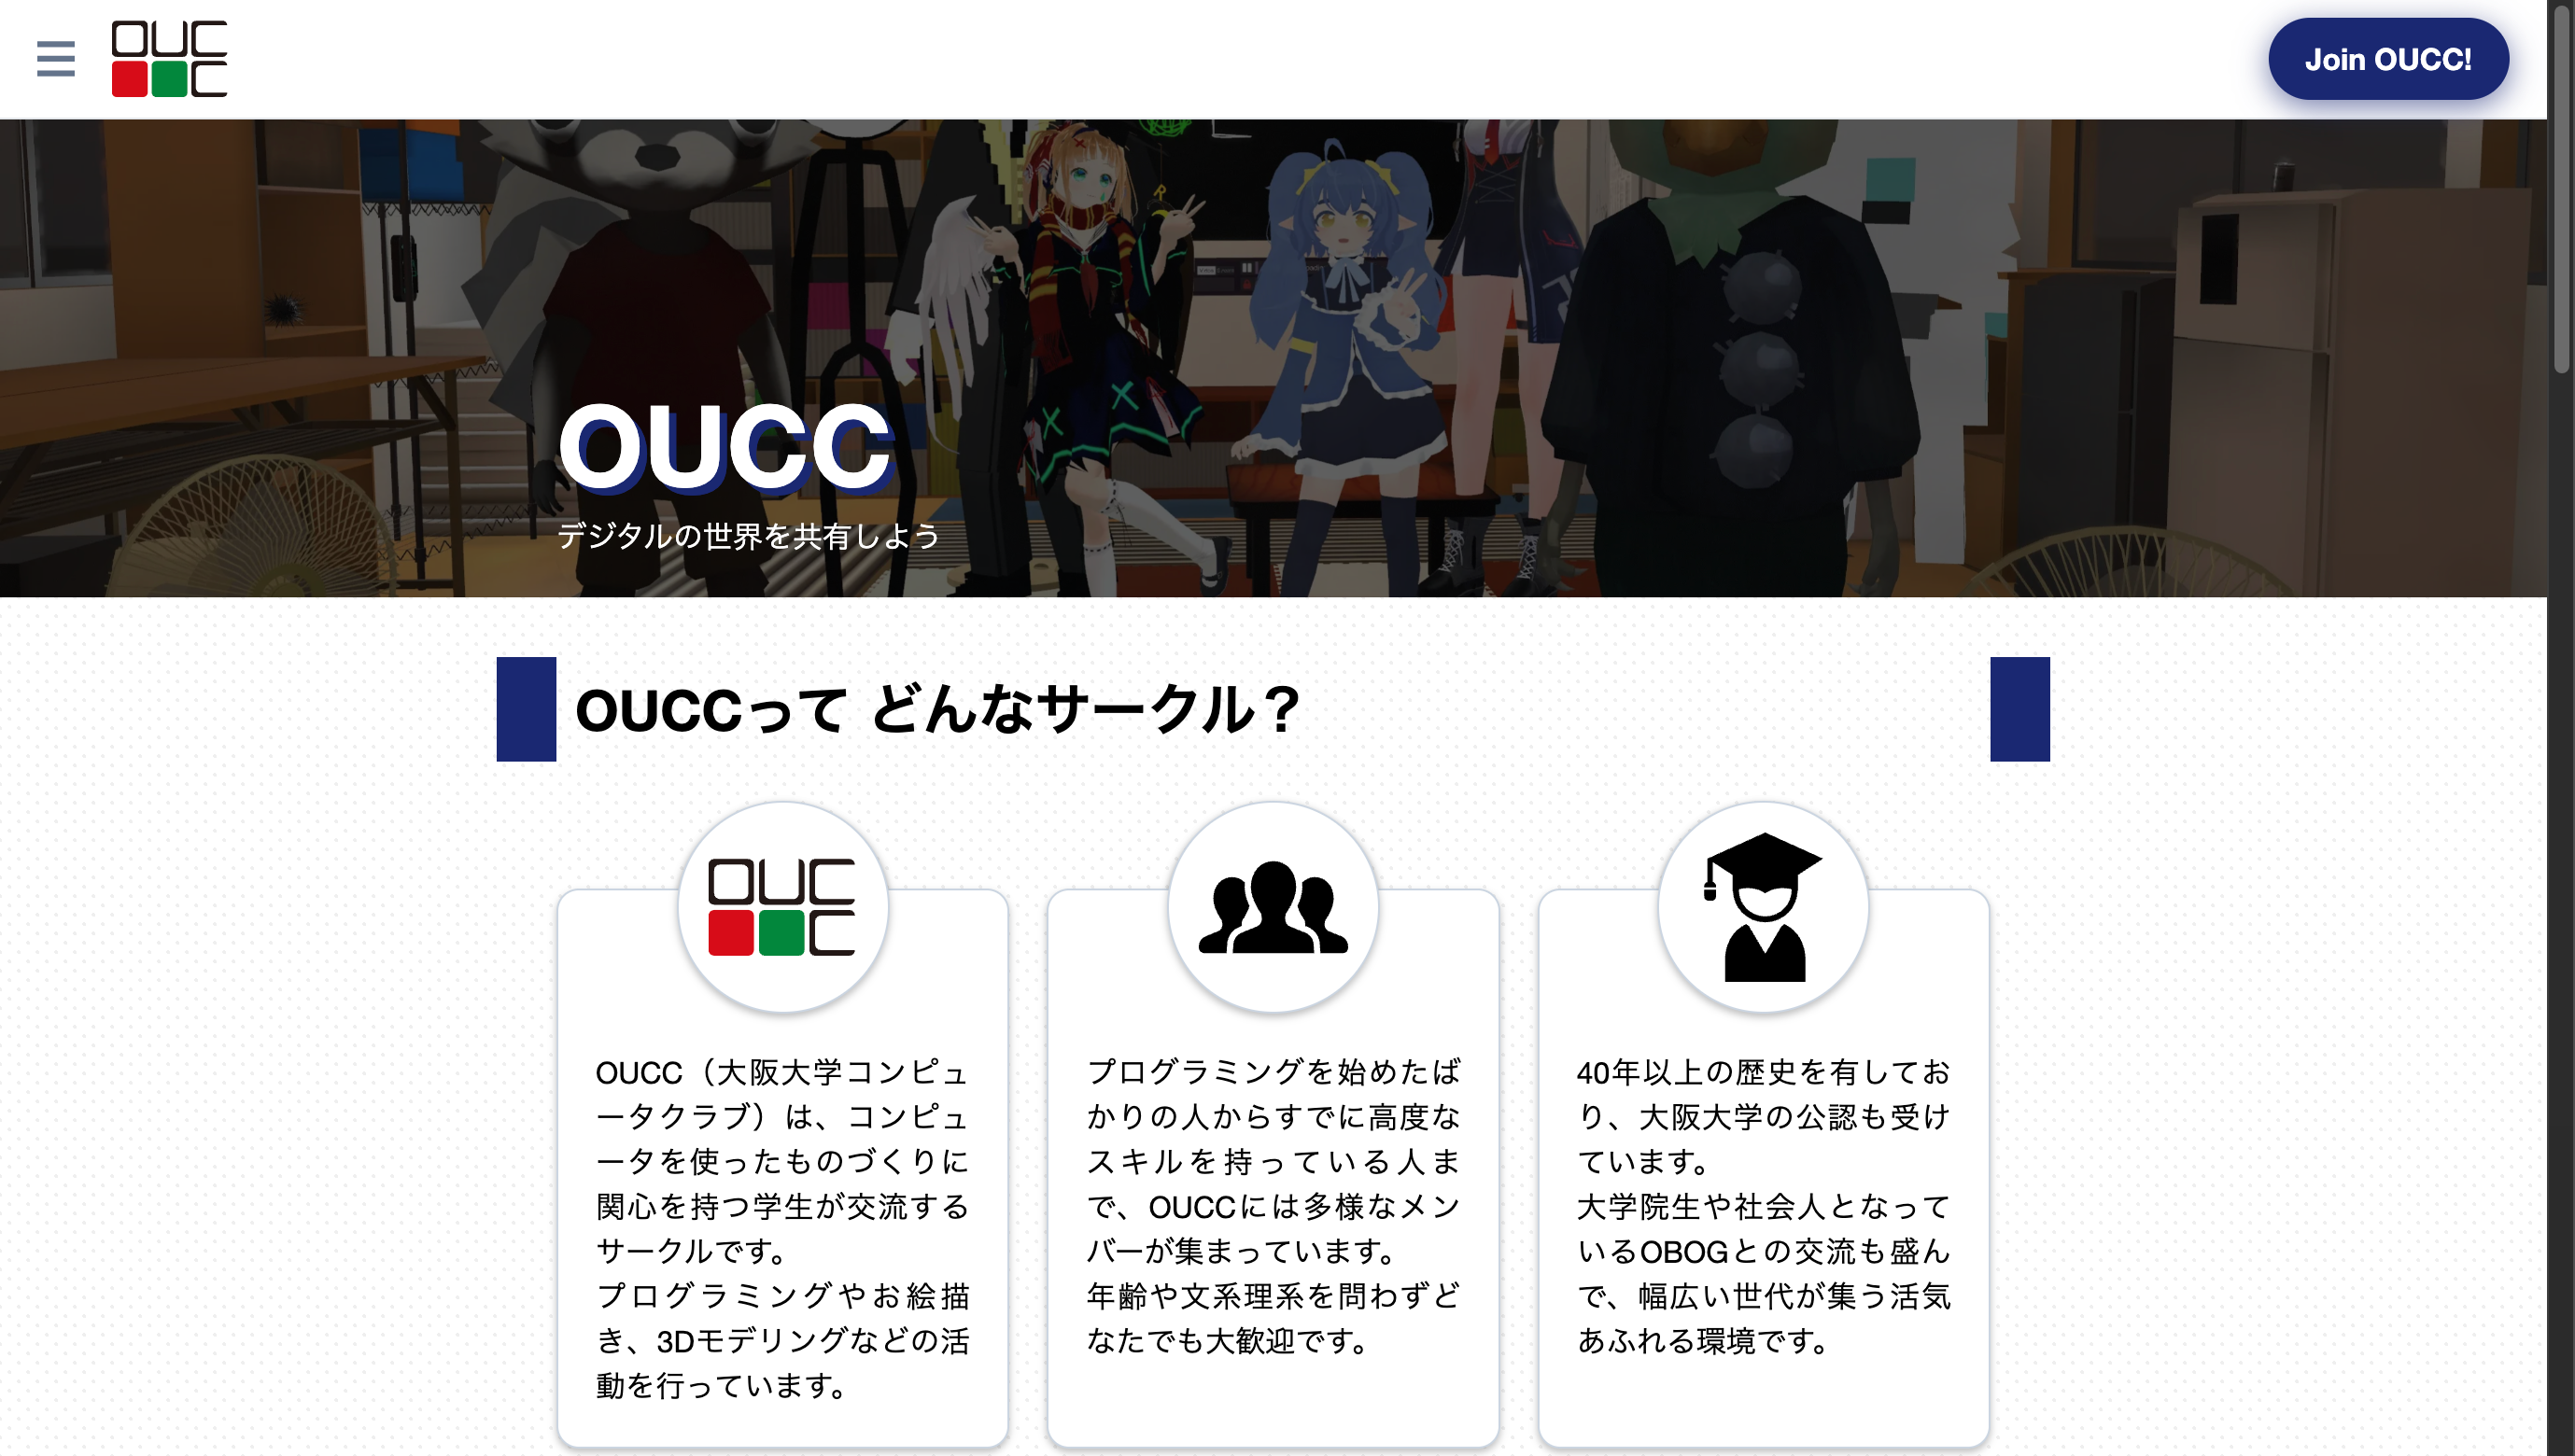 OUCC
Join OUCC!
OUCC
デジタルの世界を共有しよう
OUCCって どんなサークル？
OUCC
OUCC（大阪大学コンピュ
ータクラブ）は、コンピュ
ータを使ったものづくりに
関心を持つ学生が交流する
サークルです。
プログラミングやお絵描
き、3Dモデリングなどの活
動を行っています。
プログラミングを始めたば
かりの人からすでに高度な
スキルを持っている人ま
で、OUCCには多様なメン
バーが集まっています。
年齢や文系理系を問わずど
なたでも大歓迎です。
40年以上の歴史を有してお
り、大阪大学の公認も受け
ています。
大学院生や社会人となって
いるOBOGとの交流も盛ん
で、幅広い世代が集う活気
あふれる環境です。